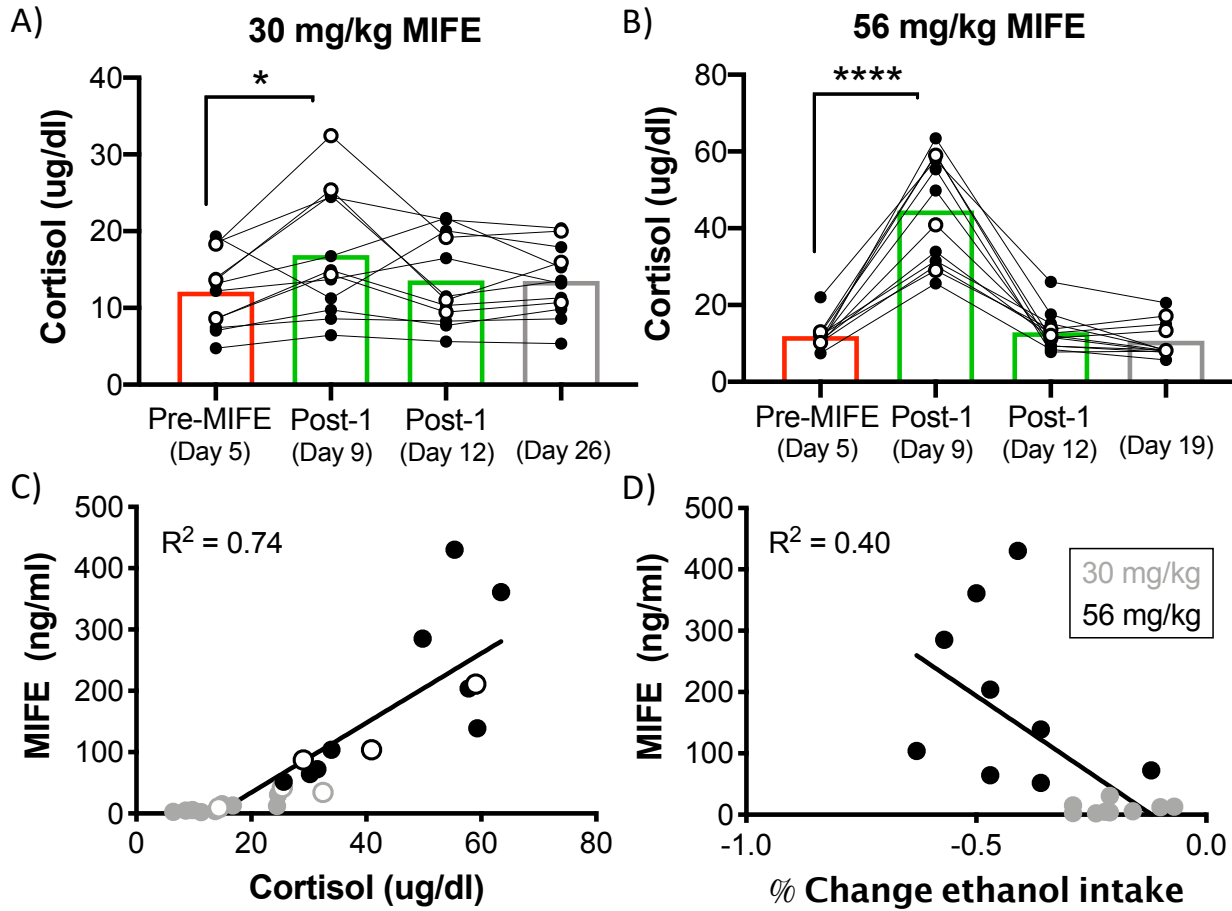 A)
30 mg/kg MIFE
*
Cortisol (ug/dl)
40
30
20
10
0
Pre-MIFE
(Day 5)
Post-1
(Day 9)
Post-1
(Day 12)
(Day 26)
B)
56 mg/kg MIFE
****
Cortisol (ug/dl)
80
60
40
20
0
Pre-MIFE
(Day 5)
Post-1
(Day 9)
Post-1
(Day 12)
(Day 19)
C)
R² = 0.74
MIFE (ng/ml)
500
400
300
200
100
0
0 20 40 60 80
Cortisol (ug/dl)
D)
R² = 0.40
30 mg/kg
56 mg/kg
MIFE (ng/ml)
500
400
300
200
100
0
-1.0 -0.5 0.0
% Change ethanol intake